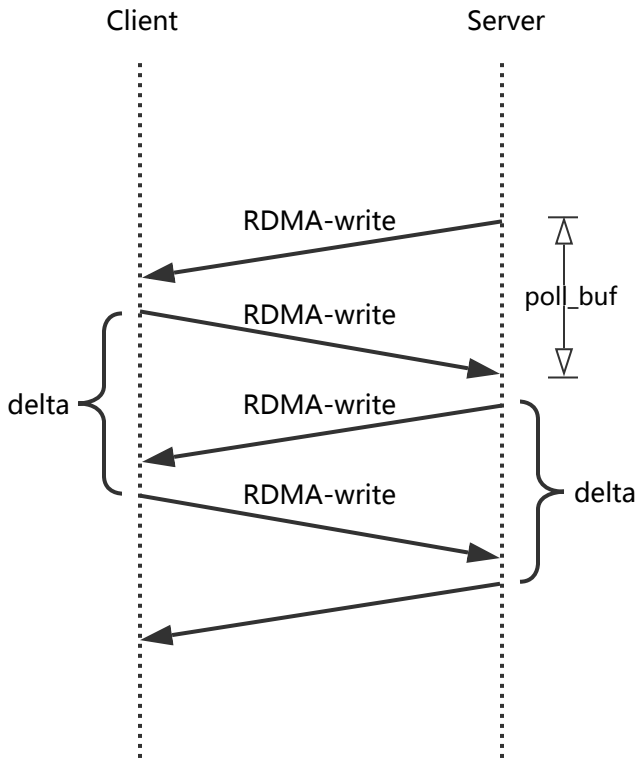 Client
Server
RDMA-write
poll_buf
RDMA-write
delta
RDMA-write
RDMA-write
delta